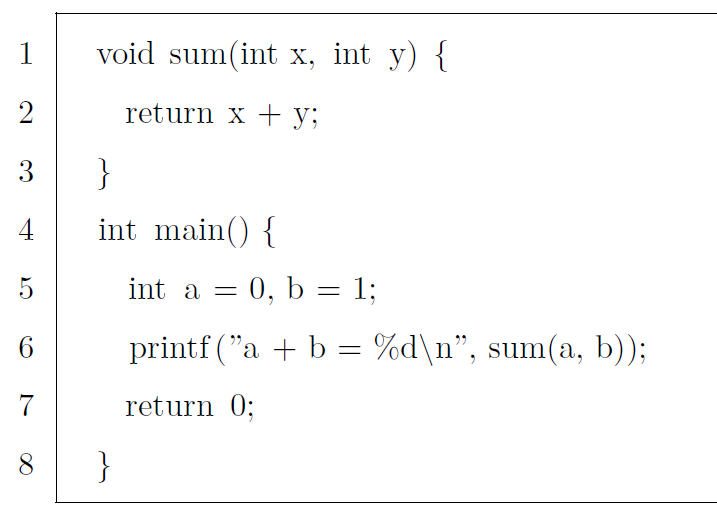 1 void sum(int x, int y) {
2 return x + y;
3 }
4 int main() {
5 int a = 0, b = 1;
6 printf(”a + b = %d\n”, sum(a, b));
7 return 0;
8 }